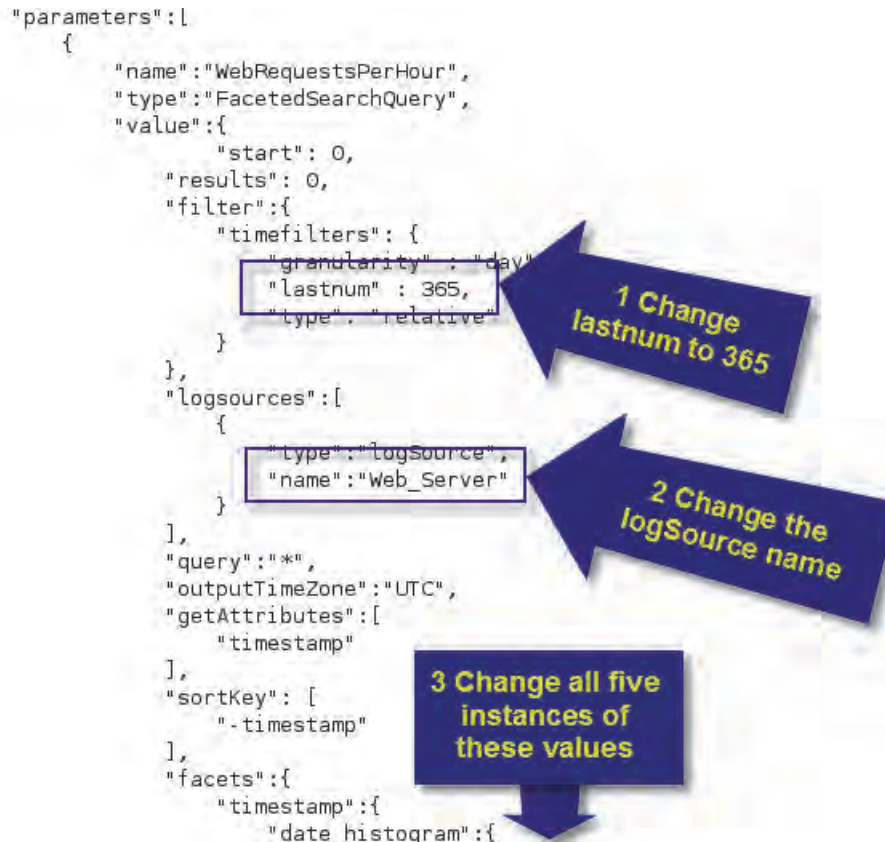 "parameters":[
{
"name":"WebRequestsPerHour",
"type":"FacetedSearchQuery",
"value":{
"start": 0,
"results": 0,
"filter":{
"timefilters": {
"granularity" : "day"
"lastnum" : 365,
"type": "relative"
}
},
"logsources":[
{
"type":"logSource",
"name":"Web_Server"
}
],
"query":"*",
"outputTimeZone":"UTC",
"getAttributes":[
"timestamp"
],
"sortKey": [
"-timestamp"
],
"facets":{
"timestamp":{
"date_histogram":{
1 Change
lastnum to 365
2 Change the
logSource name
3 Change all five
instances of
these values